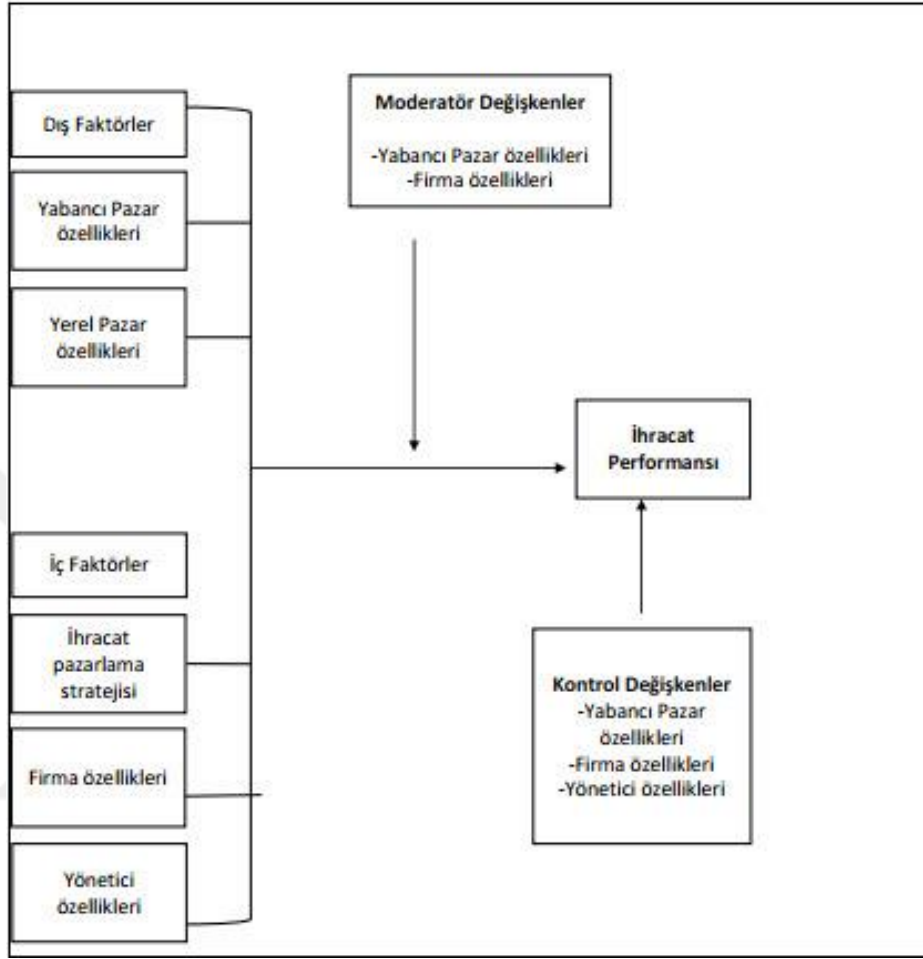 Dış Faktörler
Yabancı Pazar
özellikleri
Yerel Pazar
özellikleri
İç Faktörler
İhracat
pazarlama
stratejisi
Firma özellikleri
Yönetici
özellikleri
Moderatör Değişkenler
-Yabancı Pazar özellikleri
-Firma özellikleri
İhracat
Performansı
Kontrol Değişkenler
-Yabancı Pazar
özellikleri
-Firma özellikleri
-Yönetici özellikleri